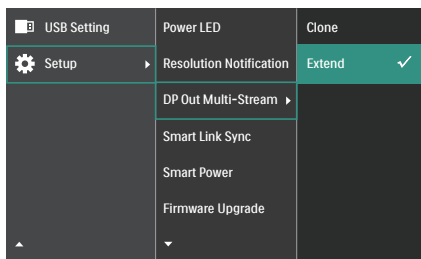 USB Setting
Setup
Power LED
Resolution Notification
DP Out Multi-Stream
Smart Link Sync
Smart Power
Firmware Upgrade
Clone
Extend